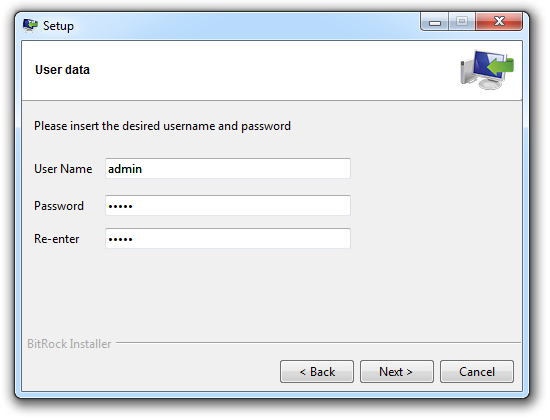 Setup
User data
Please insert the desired username and password
User Name admin
Password •••••
Re-enter •••••
BitRock Installer
< Back Next > Cancel